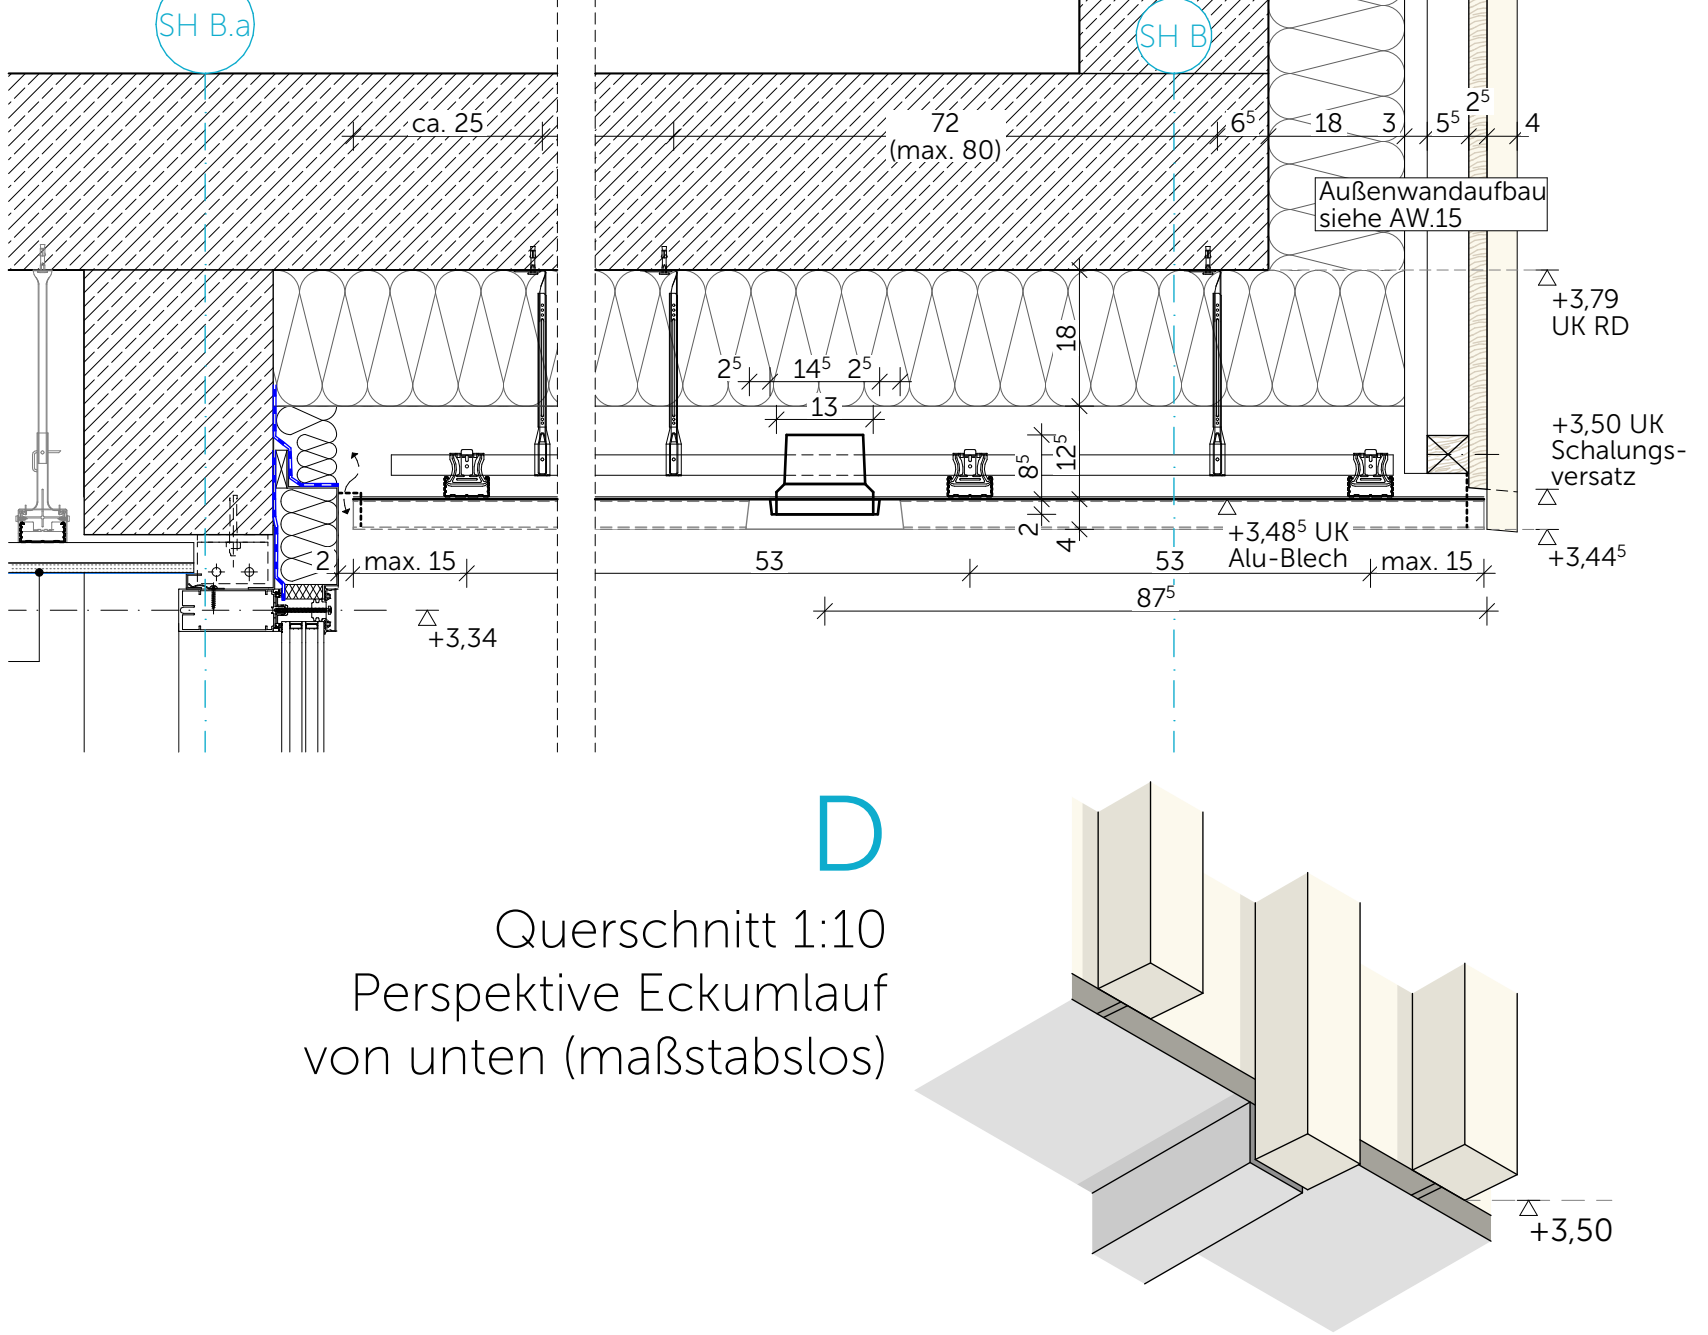 SH B.a
SH B
ca. 25
72
(max. 80)
6⁵
18
3
5⁵
2⁵
4
Außenwandaufbau
siehe AW.15
+3,79
UK RD
18
2⁵
14⁵
2⁵
13
8⁵
12⁵
2
4
+3,50 UK
Schalungs-
versatz
+3,48⁵ UK
Alu-Blech
+3,44⁵
2
max. 15
53
53
max. 15
87⁵
+3,34
D
Querschnitt 1:10
Perspektive Eckumlauf
von unten (maßstabslos)
+3,50